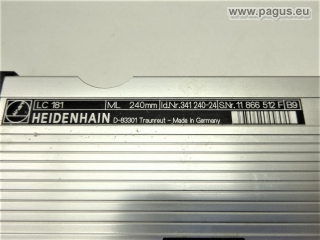 www.pagus.eu
LC 181 ML 240mm Id.Nr.341 240-24 S.Nr. 11 866 512 F B9
HEIDENHAIN D-83301 Traunreut - Made in Germany